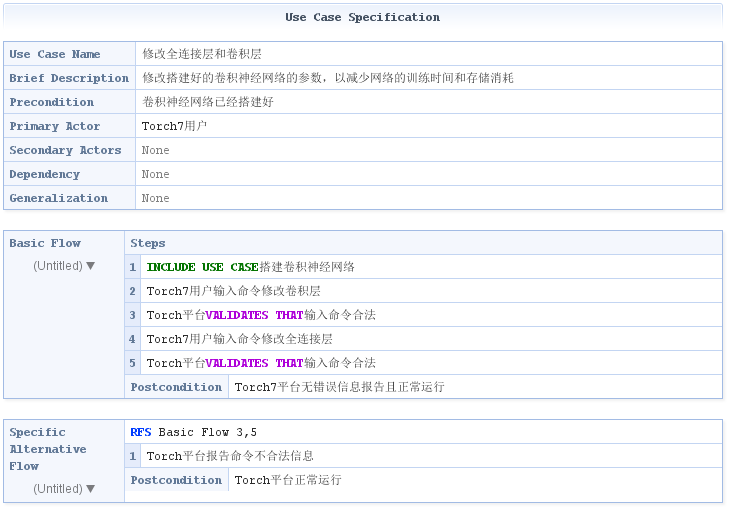 Use Case Specification
Use Case Name 修改全连接层和卷积层
Brief Description 修改搭建好的卷积神经网络的参数，以减少网络的训练时间和存储消耗
Precondition 卷积神经网络已经搭建好
Primary Actor Torch7用户
Secondary Actors None
Dependency None
Generalization None
Basic Flow Steps
(Untitled) ▼
1 INCLUDE USE CASE搭建卷积神经网络
2 Torch7用户输入命令修改卷积层
3 Torch平台VALIDATES THAT输入命令合法
4 Torch7用户输入命令修改全连接层
5 Torch平台VALIDATES THAT输入命令合法
Postcondition Torch7平台无错误信息报告且正常运行
Specific
Alternative
Flow
(Untitled) ▼
RFS Basic Flow 3,5
1 Torch平台报告命令不合法信息
Postcondition Torch平台正常运行